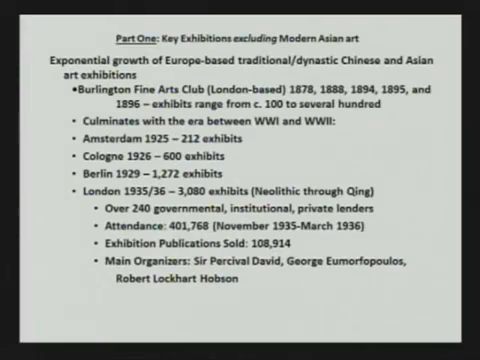 Part One: Key Exhibitions excluding Modern Asian art
Exponential growth of Europe-based traditional/dynastic Chinese and Asian
art exhibitions
•Burlington Fine Arts Club (London-based) 1878, 1888, 1894, 1895, and
1896 – exhibits range from c. 100 to several hundred
• Culminates with the era between WWI and WWII:
• Amsterdam 1925 – 212 exhibits
• Cologne 1926 – 600 exhibits
• Berlin 1929 – 1,272 exhibits
• London 1935/36 – 3,080 exhibits (Neolithic through Qing)
• Over 240 governmental, institutional, private lenders
• Attendance: 401,768 (November 1935-March 1936)
• Exhibition Publications Sold: 108,914
• Main Organizers: Sir Percival David, George Eumorfopoulos,
Robert Lockhart Hobson